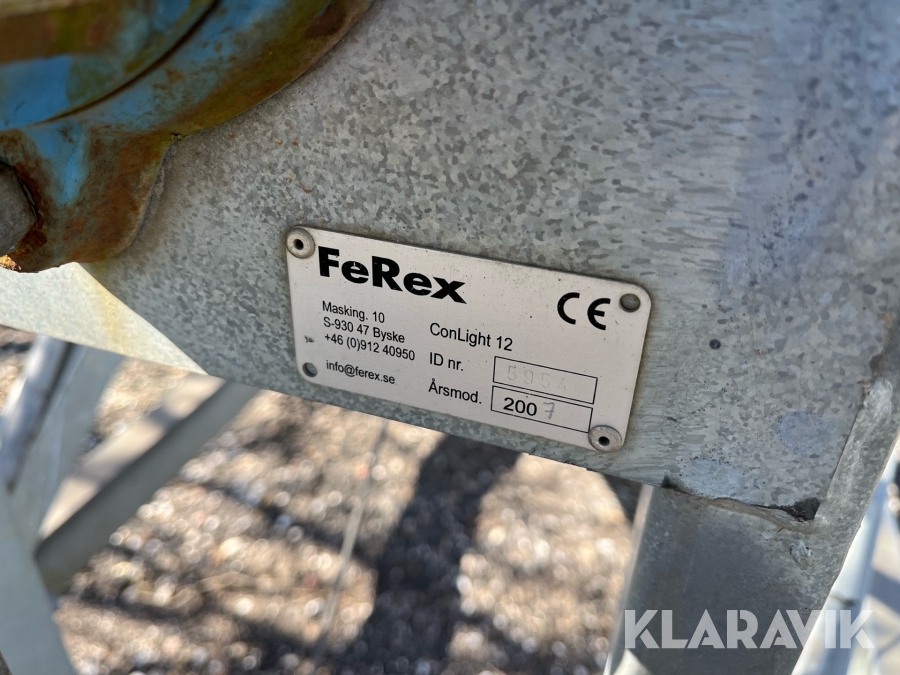 FeRex
CE
Masking. 10
S-930 47 Byske
+46 (0)912 40950
info@ferex.se
ConLight 12
ID nr.
Årsmod.
2007
KLARAVIK